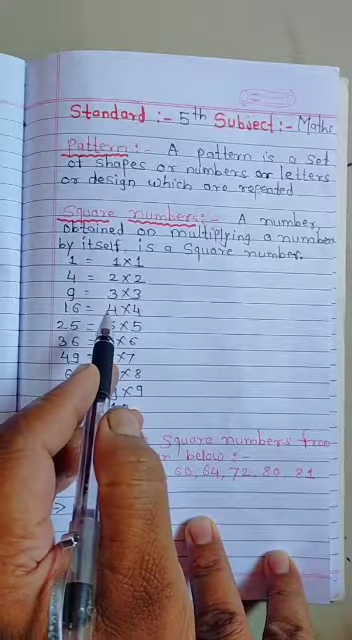 Standard :- 5th Subject :- Maths
Pattern :- A pattern is a set
of shapes or numbers or letters
or design which are repeated
Square numbers :- A number,
obtained on multiplying a number
by itself, is a square number.
1 = 1×1
4 = 2×2
9 = 3×3
16 = 4×4
25 = 5×5
36 = ×6
49 = ×7
×8
×9
square numbers from
below :-
60, 64, 72, 80, 81